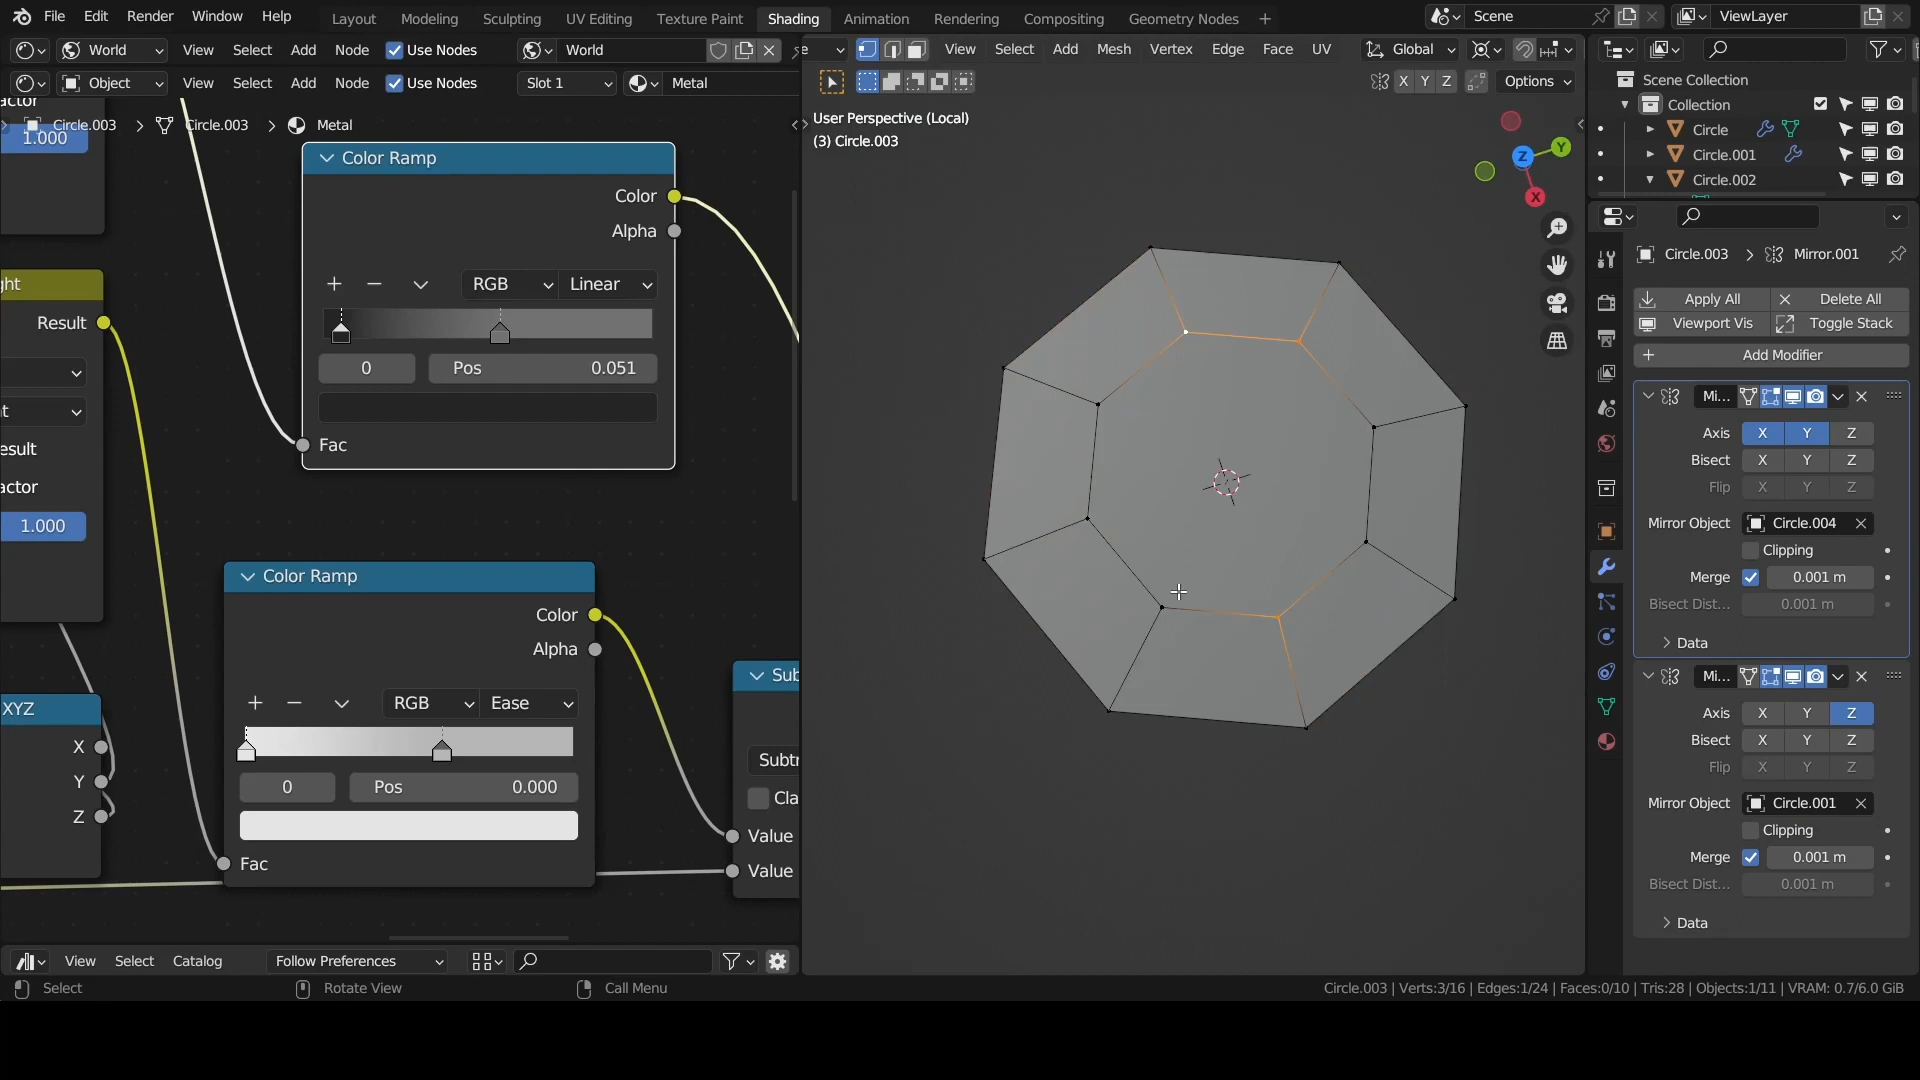 File Edit Render Window Help Layout Modeling Sculpting UV Editing Texture Paint Shading Animation Rendering Compositing Geometry Nodes + Scene ViewLayer
World View Select Add Node Use Nodes World
View Select Add Mesh Vertex Edge Face UV Global
Object View Select Add Node Use Nodes Slot 1 Metal
X Y Z Options
Circle.003 > Circle.003 > Metal
1.000
Color Ramp
Color
Alpha
RGB Linear
0 Pos 0.051
Fac
ght
Result
1.000
Color Ramp
Color
Alpha
RGB Ease
0 Pos 0.000
Fac
XYZ
X
Y
Z
Value
Value
View Select Catalog Follow Preferences
User Perspective (Local)
(3) Circle.003
Z Y X
Scene Collection
Collection
Circle
Circle.001
Circle.002
Circle.003 > Mirror.001
Apply All Delete All
Viewport Vis Toggle Stack
Add Modifier
Mi...
Axis X Y Z
Bisect X Y Z
Flip X Y Z
Mirror Object Circle.004
Clipping
Merge 0.001 m
Bisect Dist... 0.001 m
Data
Mi...
Axis X Y Z
Bisect X Y Z
Flip X Y Z
Mirror Object Circle.001
Clipping
Merge 0.001 m
Bisect Dist... 0.001 m
Data
Select Rotate View Call Menu
Circle.003 | Verts:3/16 | Edges:1/24 | Faces:0/10 | Tris:28 | Objects:1/11 | VRAM: 0.7/6.0 GiB